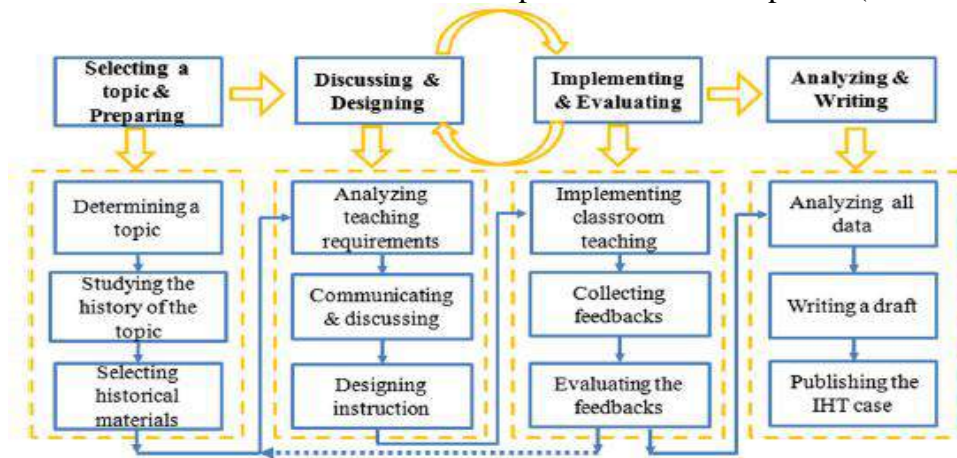 Selecting a
topic &
Preparing
Discussing &
Designing
Implementing
& Evaluating
Analyzing &
Writing
Determining a
topic
Studying the
history of the
topic
Selecting
historical
materials
Analyzing
teaching
requirements
Communicating
& discussing
Designing
instruction
Implementing
classroom
teaching
Collecting
feedbacks
Evaluating the
feedbacks
Analyzing all
data
Writing a draft
Publishing the
IHT case